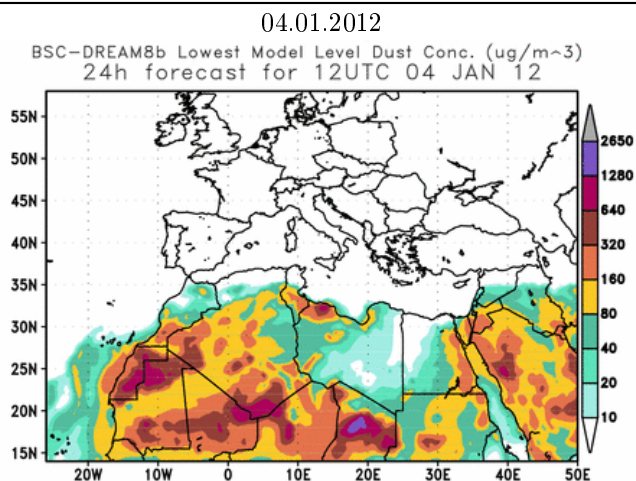 04.01.2012
BSC-DREAM8b Lowest Model Level Dust Conc. (ug/m^3)
24h forecast for 12UTC 04 JAN 12
55N
50N
45N
40N
35N
30N
25N
20N
15N
20W 10W 0 10E 20E 30E 40E 50E
2650
1280
640
320
160
80
40
20
10